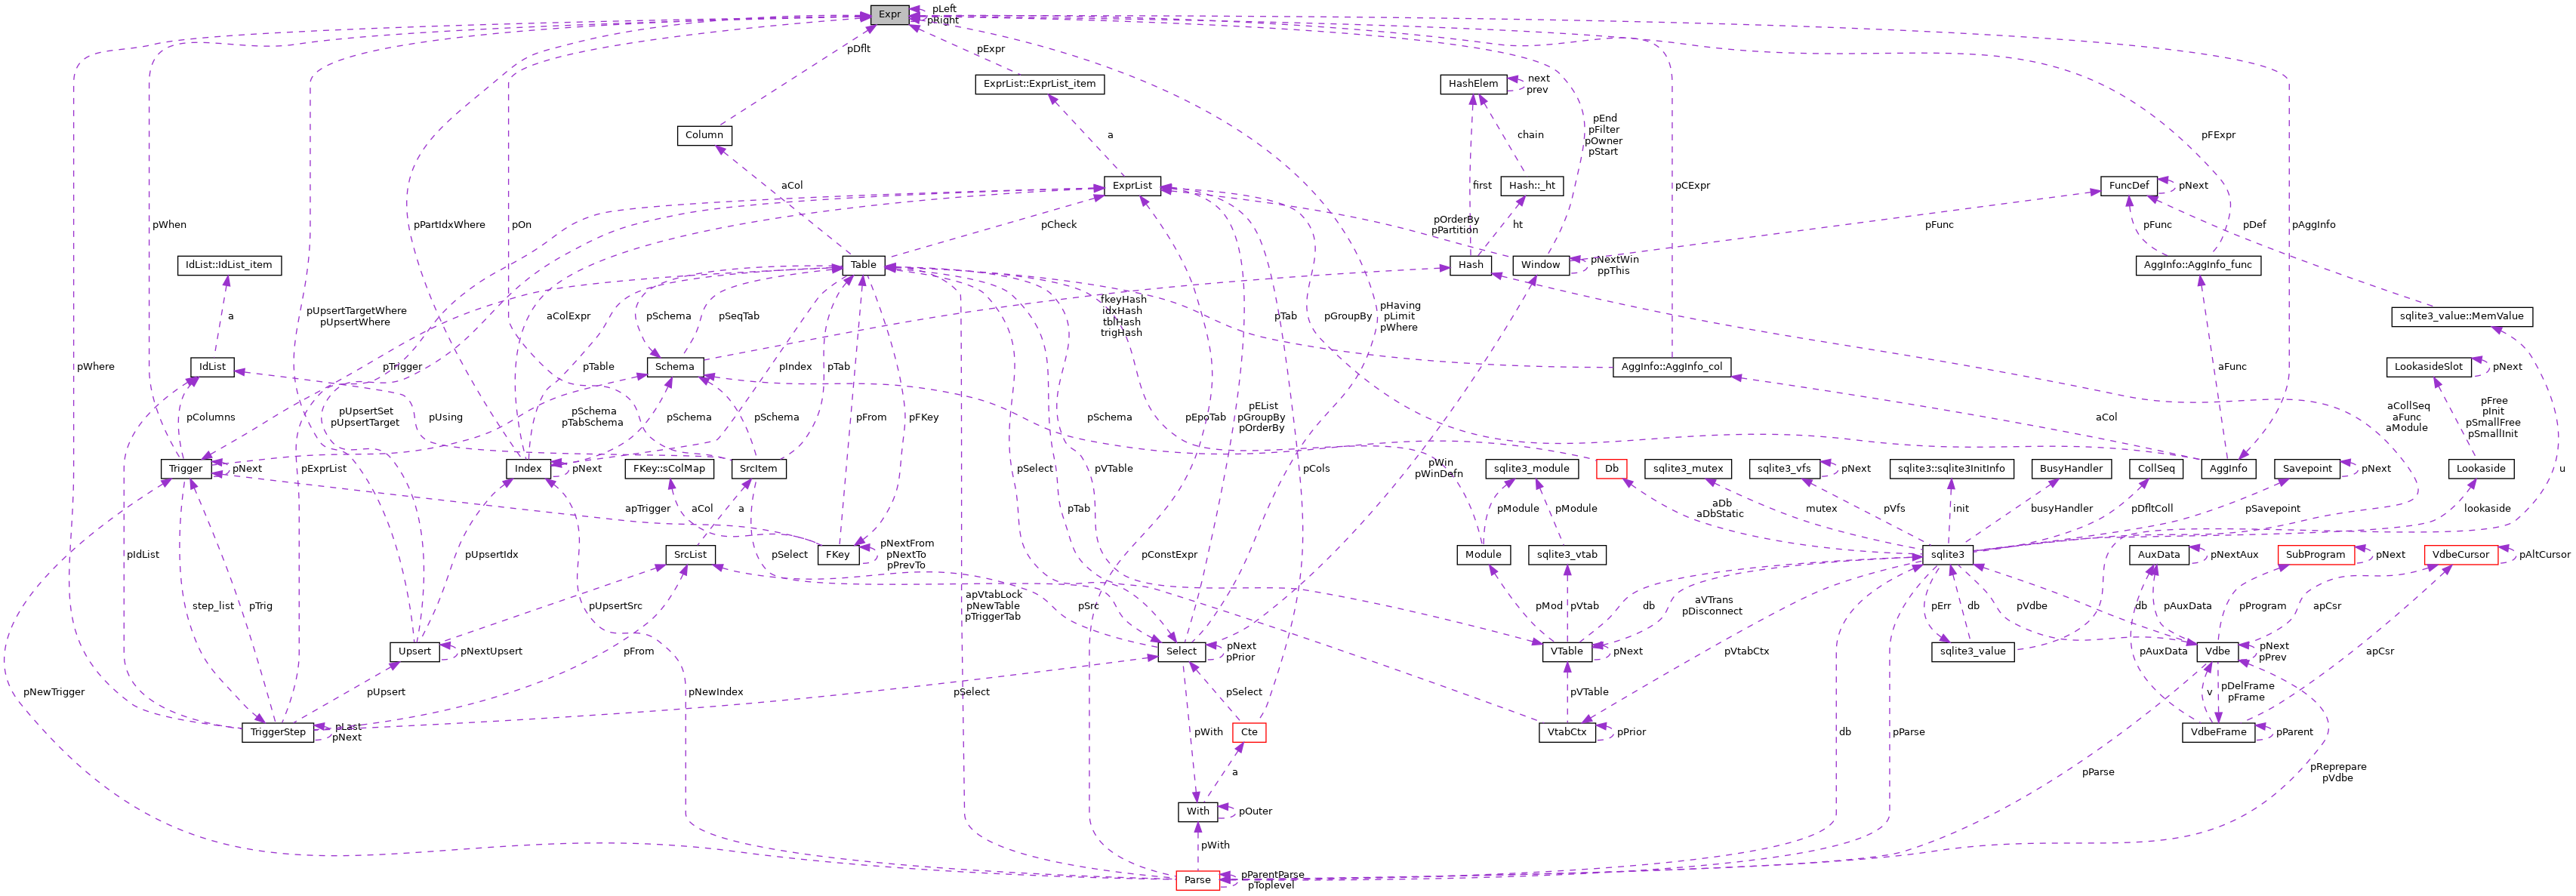 Expr
pLeft
pRight
pDflt
pExpr
ExprList::ExprList_item
HashElem
next
prev
Column
a
chain
pEnd
pFilter
pOwner
pStart
pFExpr
aCol
ExprList
first
Hash::_ht
pCExpr
FuncDef
pNext
pWhen
pPartIdxWhere
pOn
pCheck
pOrderBy
pPartition
ht
pFunc
pFunc
pDef
pAggInfo
IdList::IdList_item
Table
Hash
Window
pNextWin
ppThis
AggInfo::AggInfo_func
a
pUpsertTargetWhere
pUpsertWhere
aColExpr
pSchema
pSeqTab
fkeyHash
idxHash
tblHash
trigHash
pTab
pGroupBy
pHaving
pLimit
pWhere
sqlite3_value::MemValue
pWhere
IdList
pTrigger
pTable
Schema
pIndex
pTab
AggInfo::AggInfo_col
aFunc
LookasideSlot
pNext
pColumns
pUpsertSet
pUpsertTarget
pUsing
pSchema
pTabSchema
pSchema
pSchema
pFrom
pFKey
pSchema
pEpoTab
pEList
pGroupBy
pOrderBy
aCol
aCollSeq
aFunc
aModule
pFree
pInit
pSmallFree
pSmallInit
Trigger
pNext
pExprList
Index
pNext
FKey::sColMap
SrcItem
pSelect
pVTable
pCols
pWin
pWinDefn
sqlite3_module
Db
sqlite3_mutex
sqlite3_vfs
pNext
sqlite3::sqlite3InitInfo
BusyHandler
CollSeq
AggInfo
Savepoint
pNext
Lookaside
u
apTrigger
aCol
a
pTab
pModule
pModule
aDb
aDbStatic
mutex
pVfs
init
busyHandler
pDfltColl
pSavepoint
lookaside
pIdList
pUpsertIdx
SrcList
pSelect
FKey
pNextFrom
pNextTo
pPrevTo
pConstExpr
Module
sqlite3_vtab
sqlite3
AuxData
pNextAux
SubProgram
pNext
VdbeCursor
pAltCursor
step_list
pTrig
pUpsertSrc
apVtabLock
pNewTable
pTriggerTab
pSrc
pMod
pVtab
db
aVTrans
pDisconnect
pErr
db
pVdbe
db
pAuxData
pProgram
apCsr
Upsert
pNextUpsert
pFrom
Select
pNext
pPrior
VTable
pNext
pVtabCtx
sqlite3_value
pAuxData
Vdbe
pNext
pPrev
apCsr
pNewTrigger
pUpsert
pNewIndex
pSelect
pSelect
pVTable
v
pDelFrame
pFrame
TriggerStep
pLast
pNext
pWith
Cte
VtabCtx
pPrior
db
pParse
VdbeFrame
pParent
a
pParse
pReprepare
pVdbe
With
pOuter
pWith
Parse
pParentParse
pToplevel